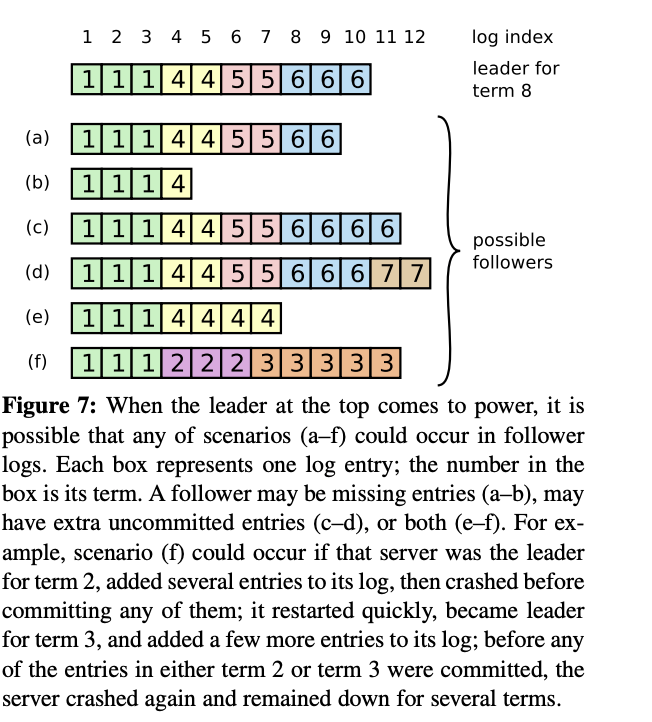 1 2 3 4 5 6 7 8 9 10 11 12 log index
1 1 1 4 4 5 5 6 6 6 leader for
term 8
(a) 1 1 1 4 4 5 5 6 6
(b) 1 1 1 4
(c) 1 1 1 4 4 5 5 6 6 6 6
(d) 1 1 1 4 4 5 5 6 6 6 7 7
(e) 1 1 1 4 4 4 4
(f) 1 1 1 2 2 2 3 3 3 3 3
possible
followers
Figure 7: When the leader at the top comes to power, it is
possible that any of scenarios (a–f) could occur in follower
logs. Each box represents one log entry; the number in the
box is its term. A follower may be missing entries (a–b), may
have extra uncommitted entries (c–d), or both (e–f). For ex-
ample, scenario (f) could occur if that server was the leader
for term 2, added several entries to its log, then crashed before
committing any of them; it restarted quickly, became leader
for term 3, and added a few more entries to its log; before any
of the entries in either term 2 or term 3 were committed, the
server crashed again and remained down for several terms.